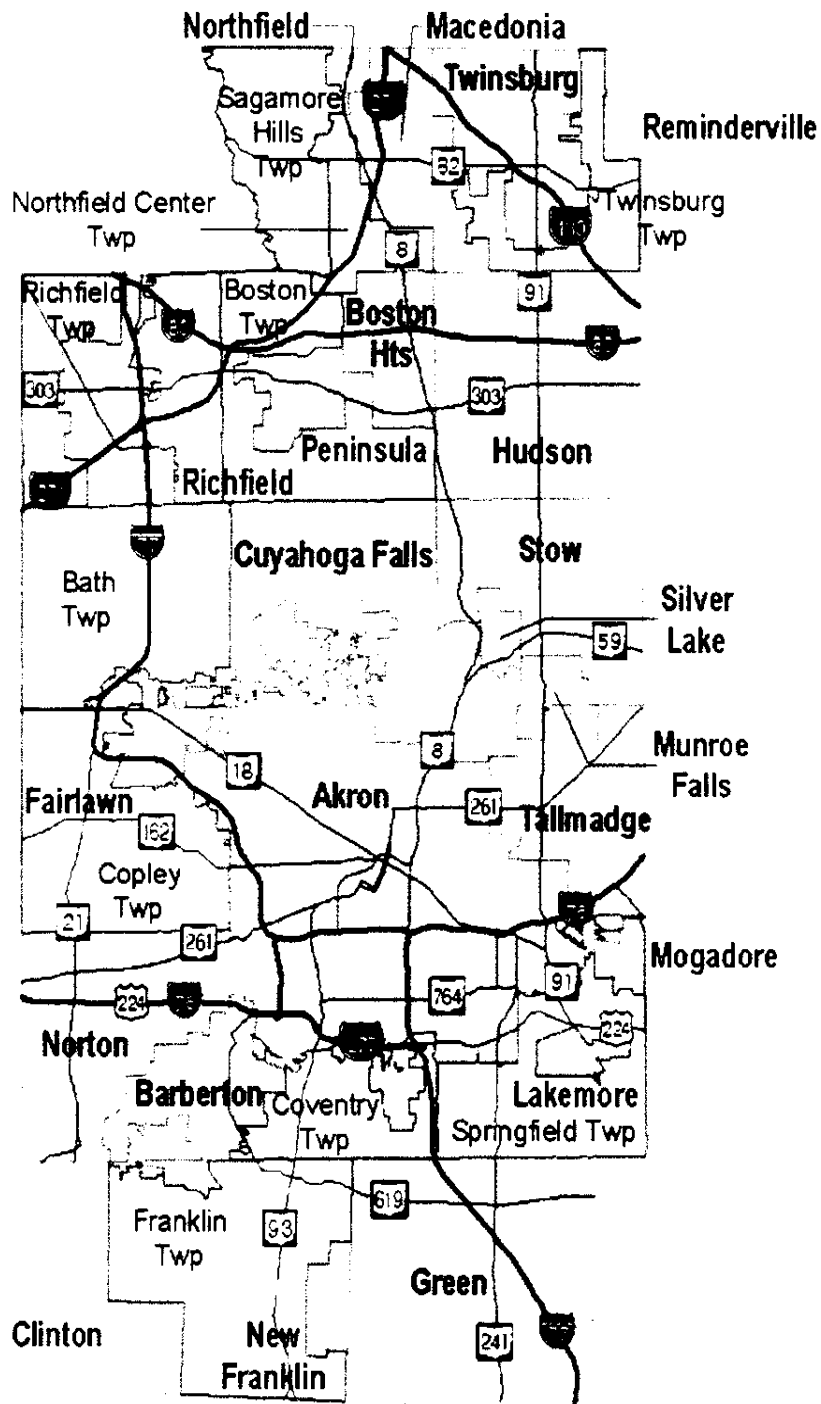 Northfield
Macedonia
Twinsburg
Sagamore
Hills
Twp
Reminderville
82
Northfield Center
Twp
Twinsburg
Twp
8
Richfield
Twp
Boston
Twp
91
Boston
Hts
303
303
Peninsula
Hudson
Richfield
Cuyahoga Falls
Stow
Bath
Twp
Silver
Lake
59
8
18
Munroe
Falls
Fairlawn
Akron
261
Tallmadge
162
Copley
Twp
21
261
Mogadore
91
764
224
224
Norton
Barberton
Coventry
Twp
Lakemore
Springfield Twp
619
Franklin
Twp
93
Green
Clinton
New
Franklin
241